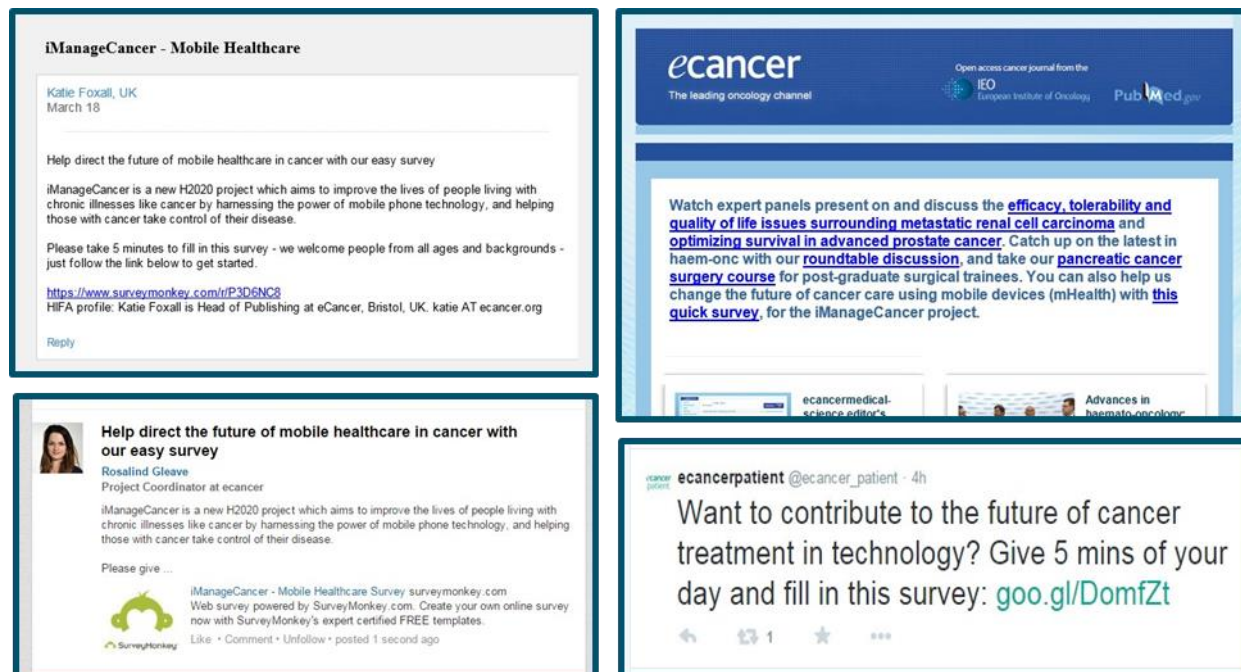 iManageCancer - Mobile Healthcare
Katie Foxall, UK
March 18
Help direct the future of mobile healthcare in cancer with our easy survey
iManageCancer is a new H2020 project which aims to improve the lives of people living with
chronic illnesses like cancer by harnessing the power of mobile phone technology, and helping
those with cancer take control of their disease.
Please take 5 minutes to fill in this survey - we welcome people from all ages and backgrounds -
just follow the link below to get started.
https://www.surveymonkey.com/r/P3D6NC8
HIFA profile: Katie Foxall is Head of Publishing at eCancer, Bristol, UK. katie AT ecancer.org
Reply
ecancer
The leading oncology channel
Open access cancer journal from the
IEO
European Institute of Oncology
PubMed.gov
Watch expert panels present on and discuss the efficacy, tolerability and
quality of life issues surrounding metastatic renal cell carcinoma and
optimizing survival in advanced prostate cancer. Catch up on the latest in
haem-onc with our roundtable discussion, and take our pancreatic cancer
surgery course for post-graduate surgical trainees. You can also help us
change the future of cancer care using mobile devices (mHealth) with this
quick survey, for the iManageCancer project.
ecancermedical-
science editor's
Advances in
haemato-oncology:
Help direct the future of mobile healthcare in cancer with
our easy survey
Rosalind Gleave
Project Coordinator at ecancer
iManageCancer is a new H2020 project which aims to improve the lives of people living with
chronic illnesses like cancer by harnessing the power of mobile phone technology, and helping
those with cancer take control of their disease.
Please give ...
iManageCancer - Mobile Healthcare Survey surveymonkey.com
Web survey powered by SurveyMonkey.com. Create your own online survey
now with SurveyMonkey's expert certified FREE templates.
SurveyMonkey
Like • Comment • Unfollow • posted 1 second ago
ecancer
patient
ecancerpatient @ecancer_patient · 4h
Want to contribute to the future of cancer
treatment in technology? Give 5 mins of your
day and fill in this survey: goo.gl/DomfZt
1